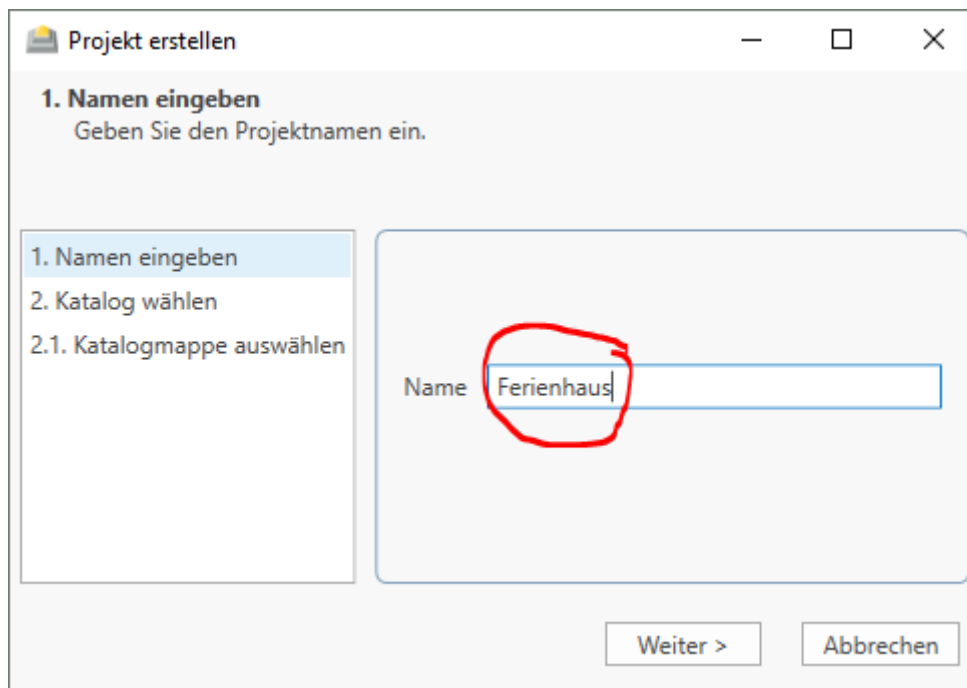 Projekt erstellen
1. Namen eingeben
Geben Sie den Projektnamen ein.
1. Namen eingeben
2. Katalog wählen
2.1. Katalogmappe auswählen
Name Ferienhaus
Weiter > Abbrechen